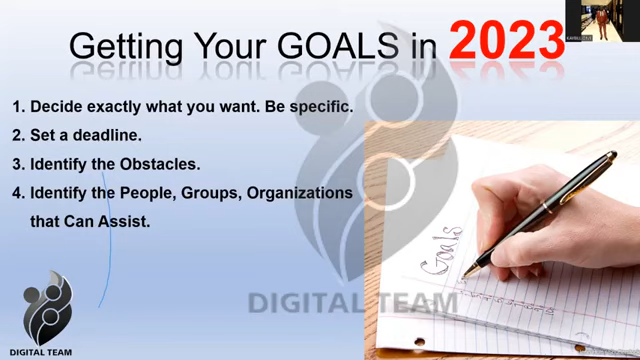 Getting Your GOALS in 2023
1. Decide exactly what you want. Be specific.
2. Set a deadline.
3. Identify the Obstacles.
4. Identify the People, Groups, Organizations
that Can Assist.
Goals
DIGITAL TEAM
DIGITAL TEAM